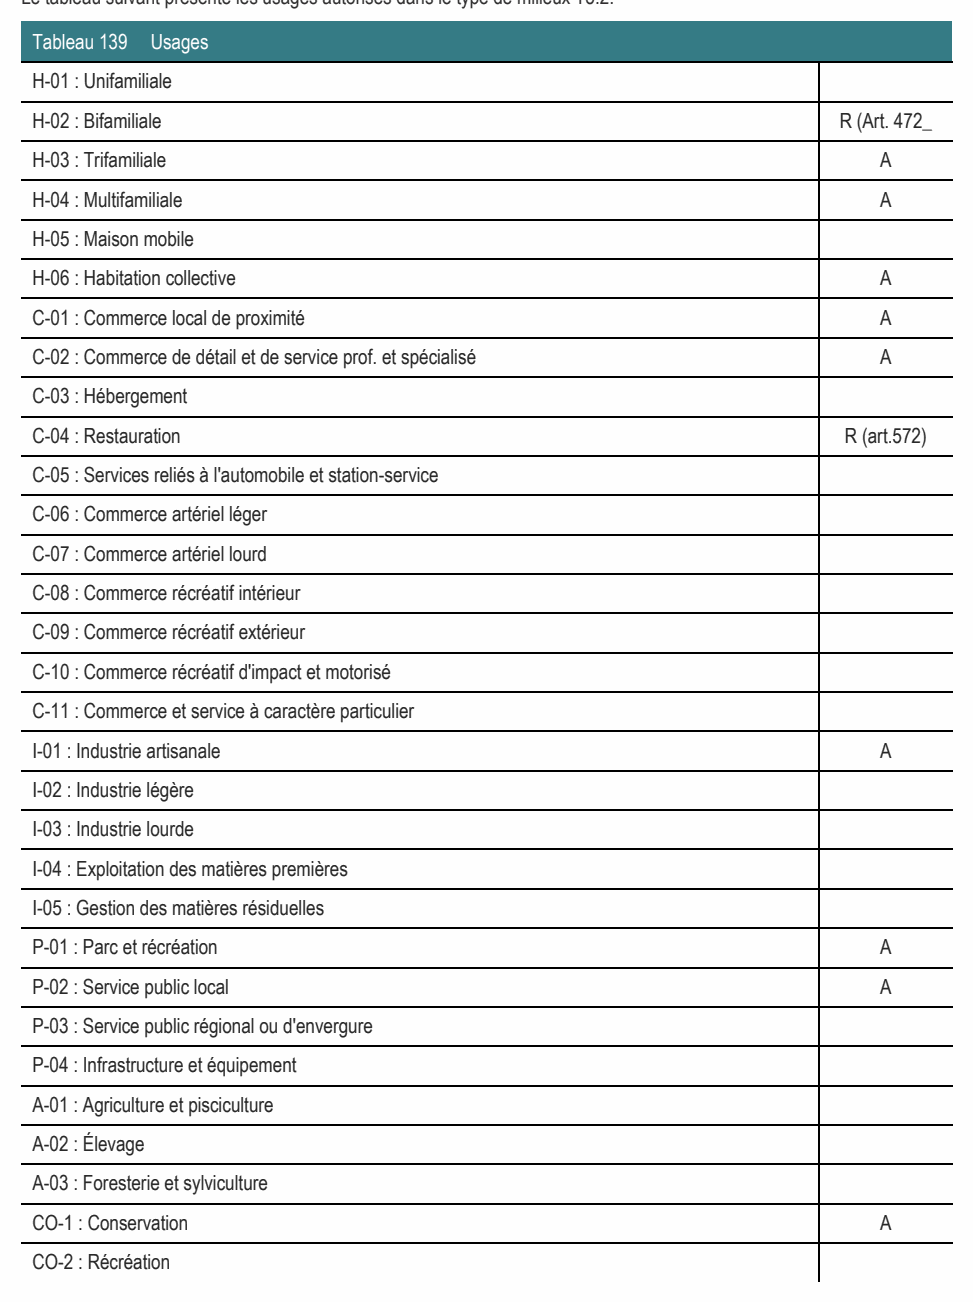 Le tableau suivant présente les usages autorisés dans le type de milieux T5.2.
Tableau 139 Usages
H-01 : Unifamiliale
H-02 : Bifamiliale R (Art. 472_
H-03 : Trifamiliale A
H-04 : Multifamiliale A
H-05 : Maison mobile
H-06 : Habitation collective A
C-01 : Commerce local de proximité A
C-02 : Commerce de détail et de service prof. et spécialisé A
C-03 : Hébergement
C-04 : Restauration R (art.572)
C-05 : Services reliés à l'automobile et station-service
C-06 : Commerce artériel léger
C-07 : Commerce artériel lourd
C-08 : Commerce récréatif intérieur
C-09 : Commerce récréatif extérieur
C-10 : Commerce récréatif d'impact et motorisé
C-11 : Commerce et service à caractère particulier
I-01 : Industrie artisanale A
I-02 : Industrie légère
I-03 : Industrie lourde
I-04 : Exploitation des matières premières
I-05 : Gestion des matières résiduelles
P-01 : Parc et récréation A
P-02 : Service public local A
P-03 : Service public régional ou d'envergure
P-04 : Infrastructure et équipement
A-01 : Agriculture et pisciculture
A-02 : Élevage
A-03 : Foresterie et sylviculture
CO-1 : Conservation A
CO-2 : Récréation